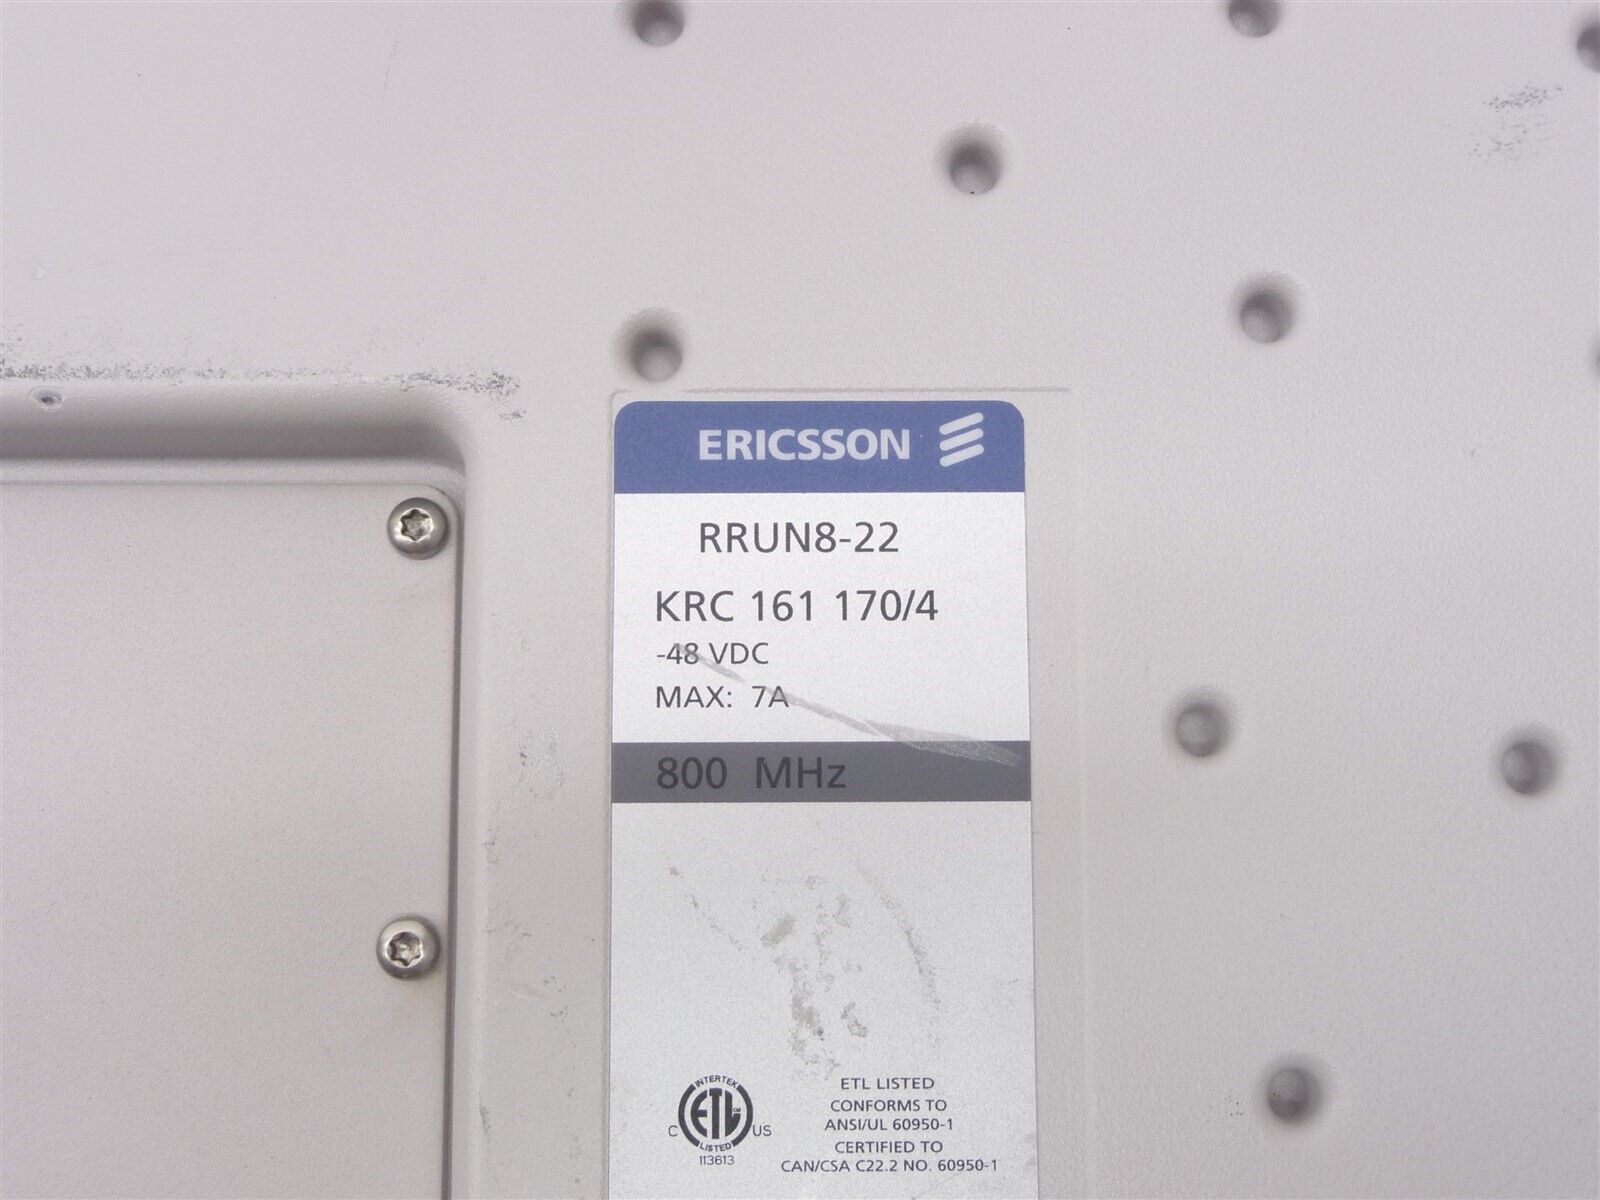 ERICSSON
RRUN8-22
KRC 161 170/4
-48 VDC
MAX: 7A
800 MHz
INTERTEK
ETL CM
LISTED
C US
113613
ETL LISTED
CONFORMS TO
ANSI/UL 60950-1
CERTIFIED TO
CAN/CSA C22.2 NO. 60950-1